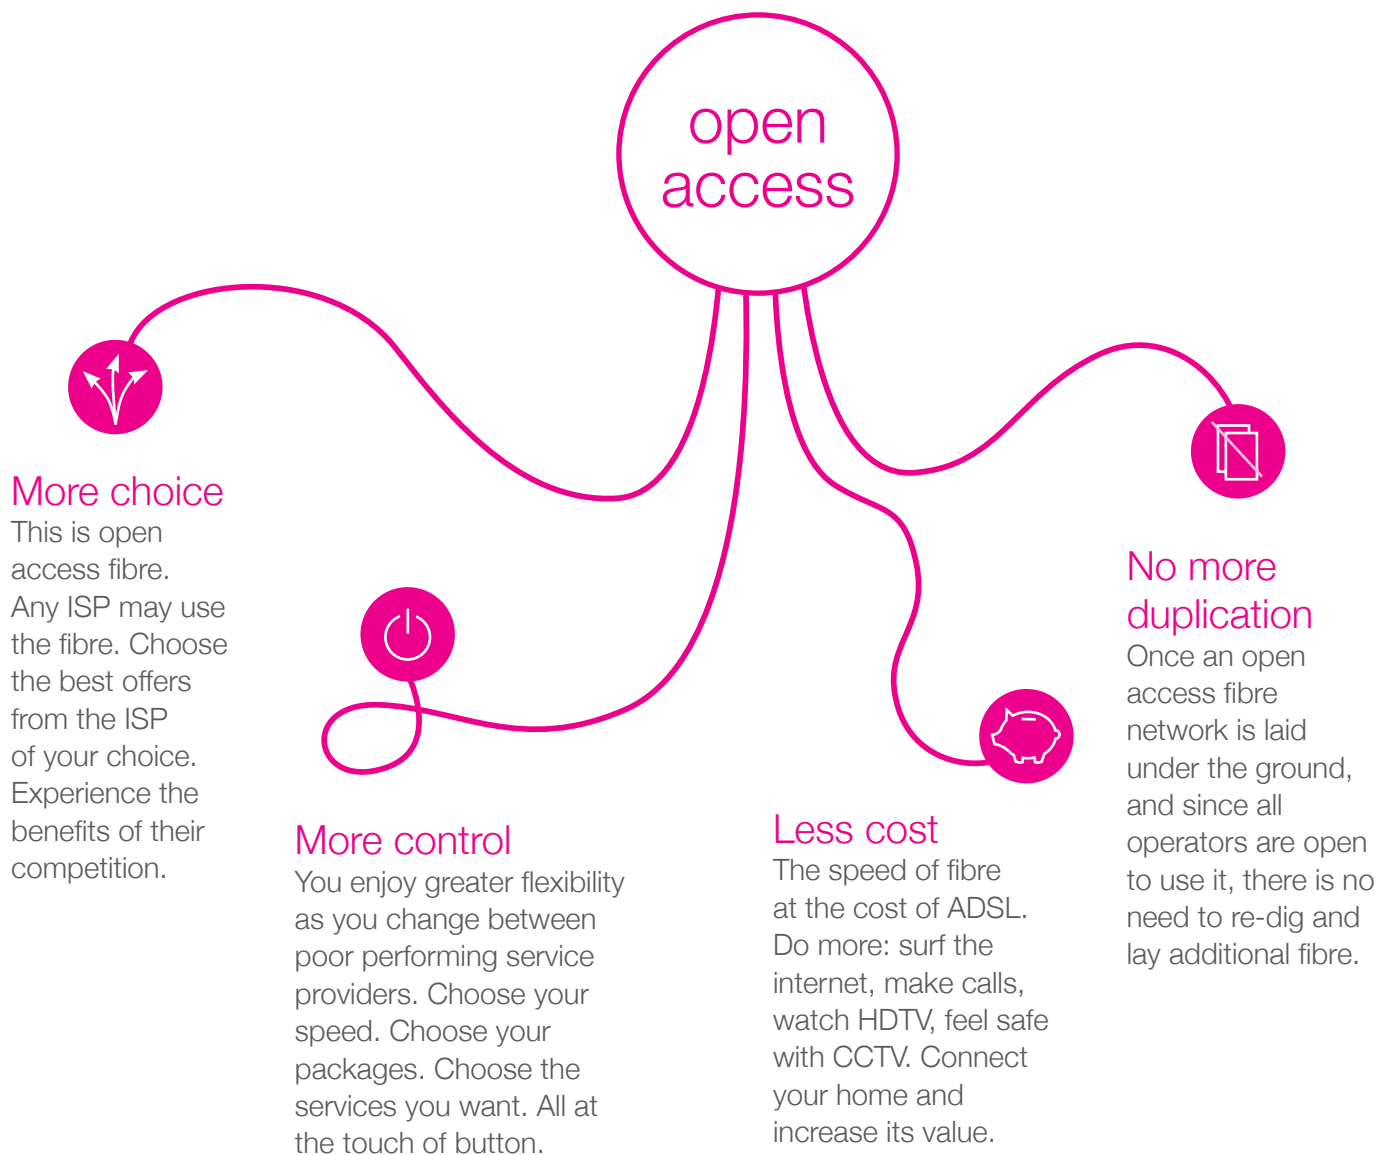 open
access
More choice
This is open
access fibre.
Any ISP may use
the fibre. Choose
the best offers
from the ISP
of your choice.
Experience the
benefits of their
competition.
More control
You enjoy greater flexibility
as you change between
poor performing service
providers. Choose your
speed. Choose your
packages. Choose the
services you want. All at
the touch of button.
Less cost
The speed of fibre
at the cost of ADSL.
Do more: surf the
internet, make calls,
watch HDTV, feel safe
with CCTV. Connect
your home and
increase its value.
No more
duplication
Once an open
access fibre
network is laid
under the ground,
and since all
operators are open
to use it, there is no
need to re-dig and
lay additional fibre.